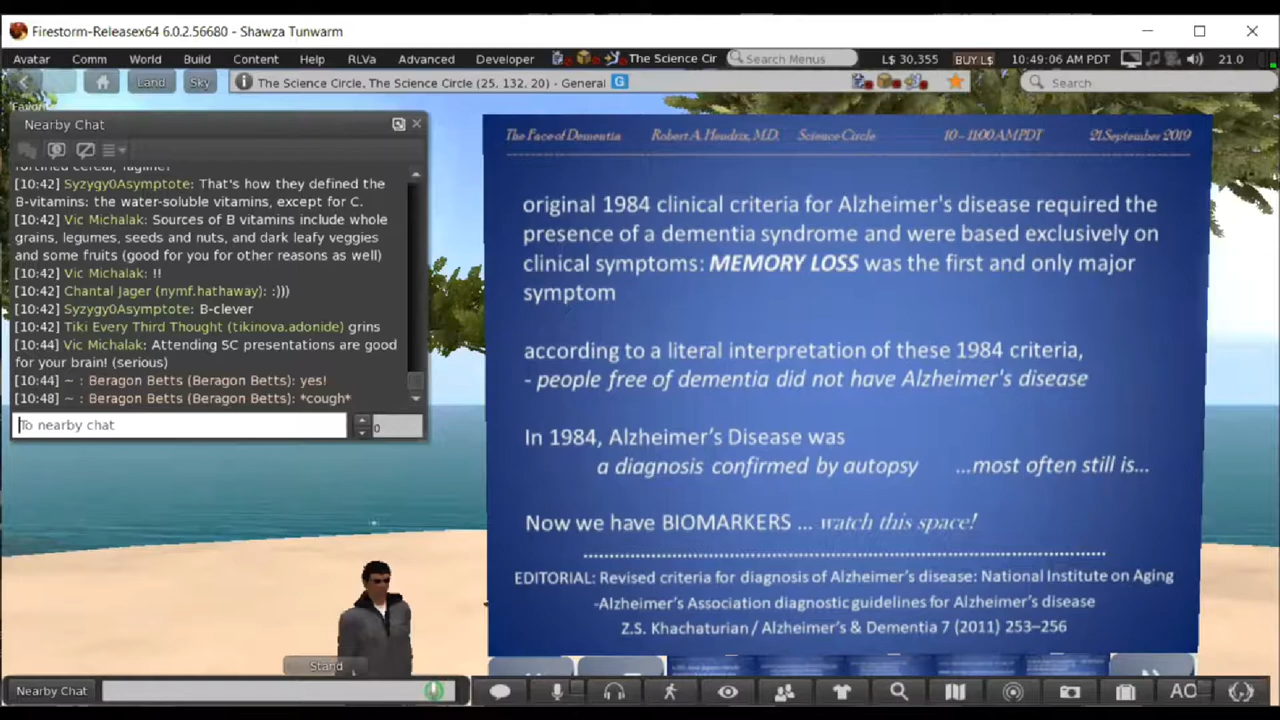 Firestorm-Releasex64 6.0.2.56680 - Shawza Tunwarm
Avatar Comm World Build Content Help RLVa Advanced Developer The Science Cir Search Menus L$ 30,355 BUY L$ 10:49:06 AM PDT 21.0
Land Sky The Science Circle, The Science Circle (25, 132, 20) - General G Search
Nearby Chat
[10:42] Syzygy0Asymptote: That's how they defined the
B-vitamins: the water-soluble vitamins, except for C.
[10:42] Vic Michalak: Sources of B vitamins include whole
grains, legumes, seeds and nuts, and dark leafy veggies
and some fruits (good for you for other reasons as well)
[10:42] Vic Michalak: !!
[10:42] Chantal Jager (nymf.hathaway): :)))
[10:42] Syzygy0Asymptote: B-clever
[10:42] Tiki Every Third Thought (tikinova.adonide) grins
[10:44] Vic Michalak: Attending SC presentations are good
for your brain! (serious)
[10:44] ~ : Beragon Betts (Beragon Betts): yes!
[10:48] ~ : Beragon Betts (Beragon Betts): *cough*
To nearby chat
0
The Face of Dementia Robert A. Hendrix, M.D. Science Circle 10 - 11:00 AM PDT 21 September 2019
original 1984 clinical criteria for Alzheimer's disease required the
presence of a dementia syndrome and were based exclusively on
clinical symptoms: MEMORY LOSS was the first and only major
symptom
according to a literal interpretation of these 1984 criteria,
- people free of dementia did not have Alzheimer's disease
In 1984, Alzheimer's Disease was
a diagnosis confirmed by autopsy ...most often still is...
Now we have BIOMARKERS ... watch this space!
EDITORIAL: Revised criteria for diagnosis of Alzheimer's disease: National Institute on Aging
-Alzheimer's Association diagnostic guidelines for Alzheimer's disease
Z.S. Khachaturian / Alzheimer's & Dementia 7 (2011) 253–256
Stand
Nearby Chat
AO